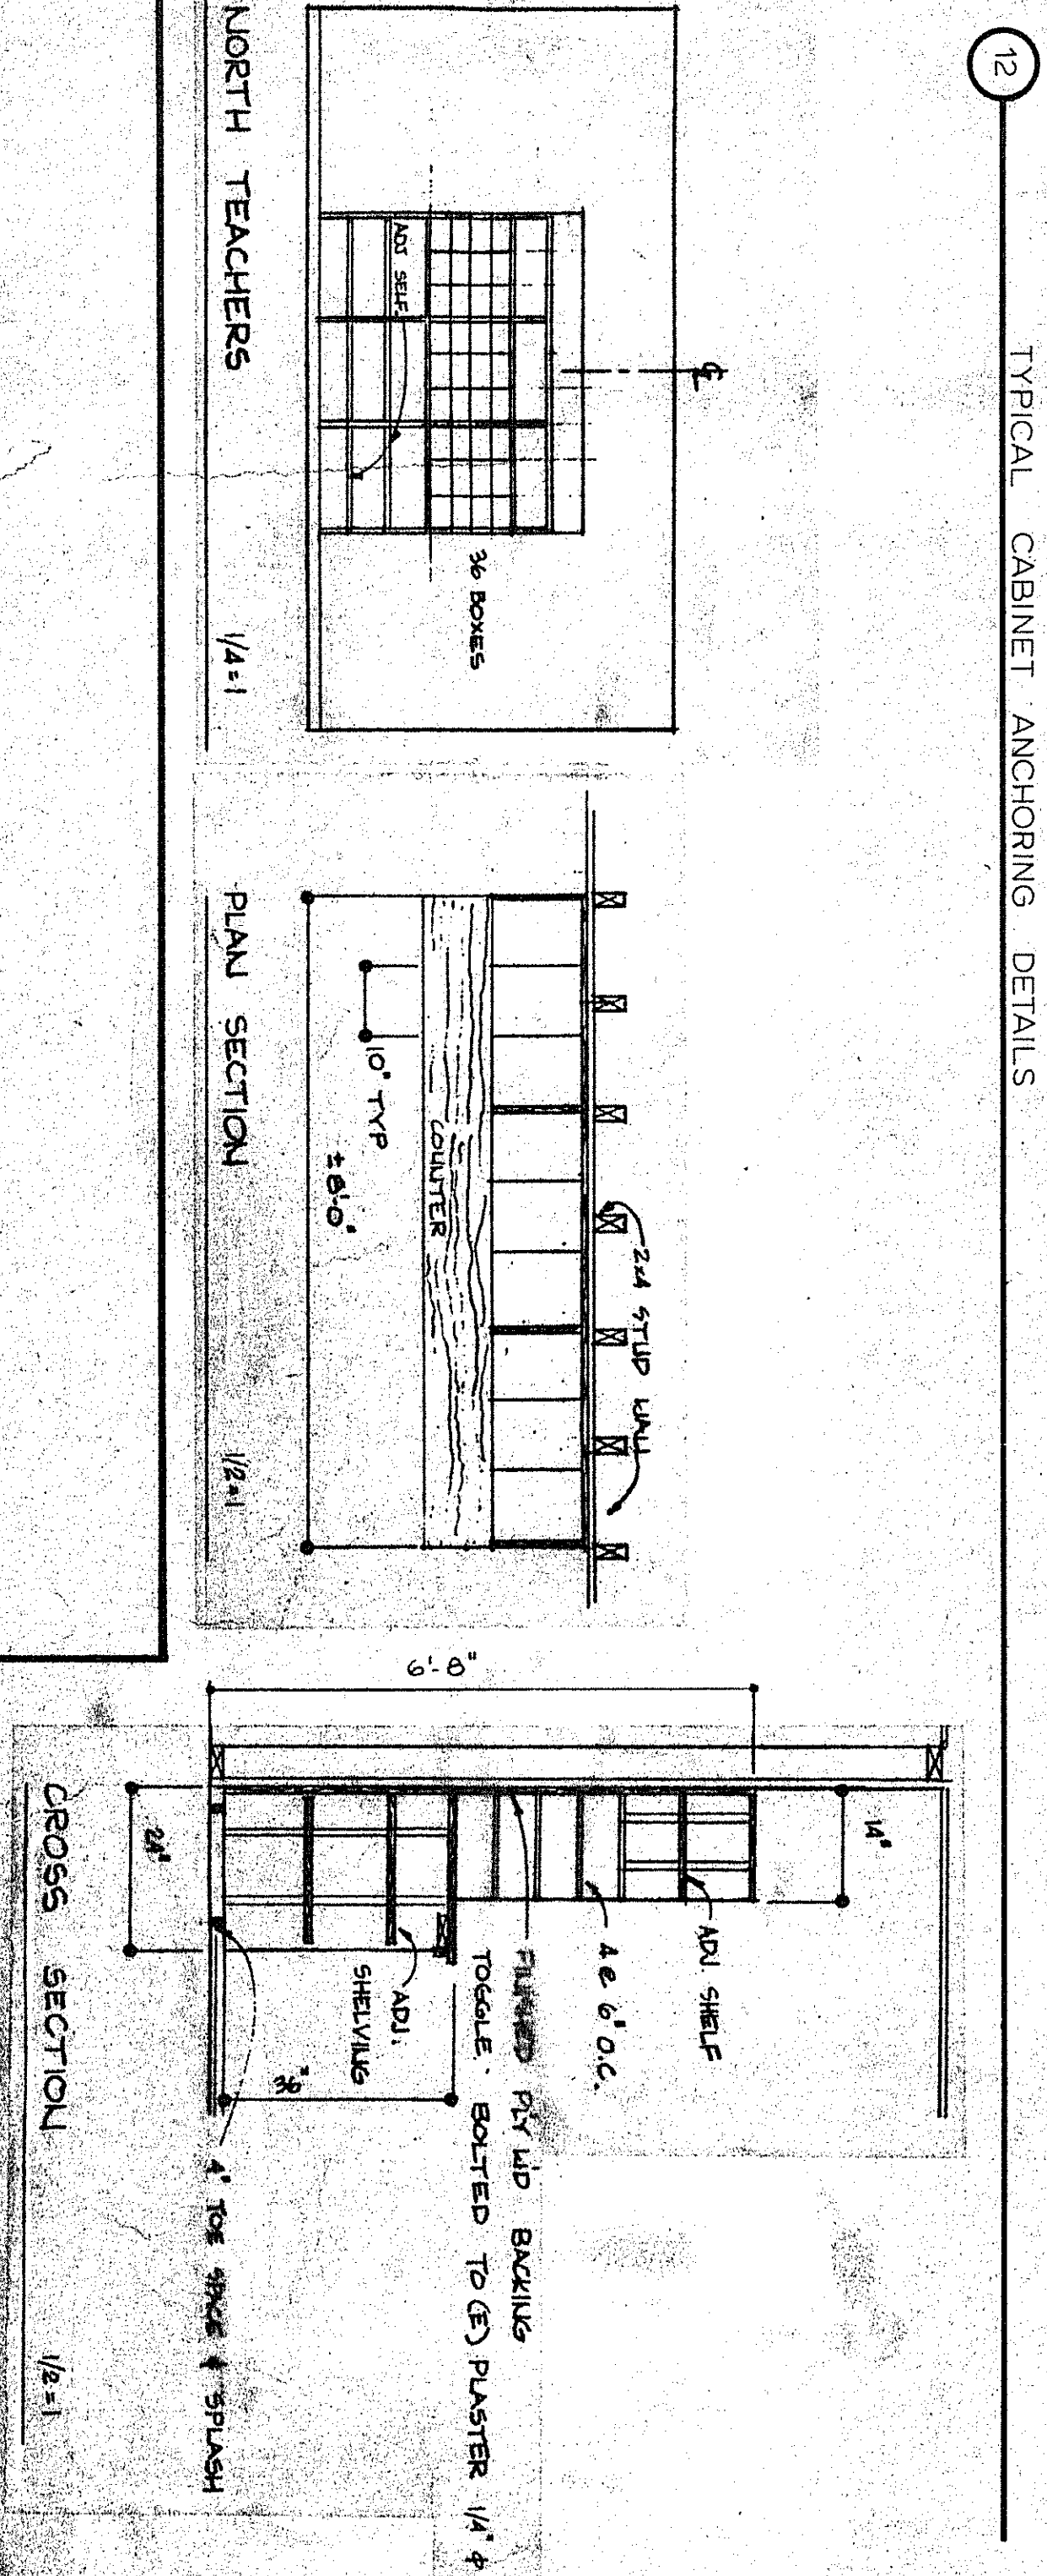 12
TYPICAL CABINET ANCHORING DETAILS
℄
ADJ SELF.
36 BOXES
NORTH TEACHERS 1/4=1
2x4 STUD WALL
COUNTER
10" TYP
±8'-0"
PLAN SECTION 1/2=1
6'-8"
14"
ADJ. SHELF
4 @ 6" O.C.
PLY W'D BACKING
TOGGLE BOLTED TO (E) PLASTER 1/4" φ
ADJ.
SHELVING
36"
24"
4" TOE SPACE & SPLASH
CROSS SECTION 1/2=1